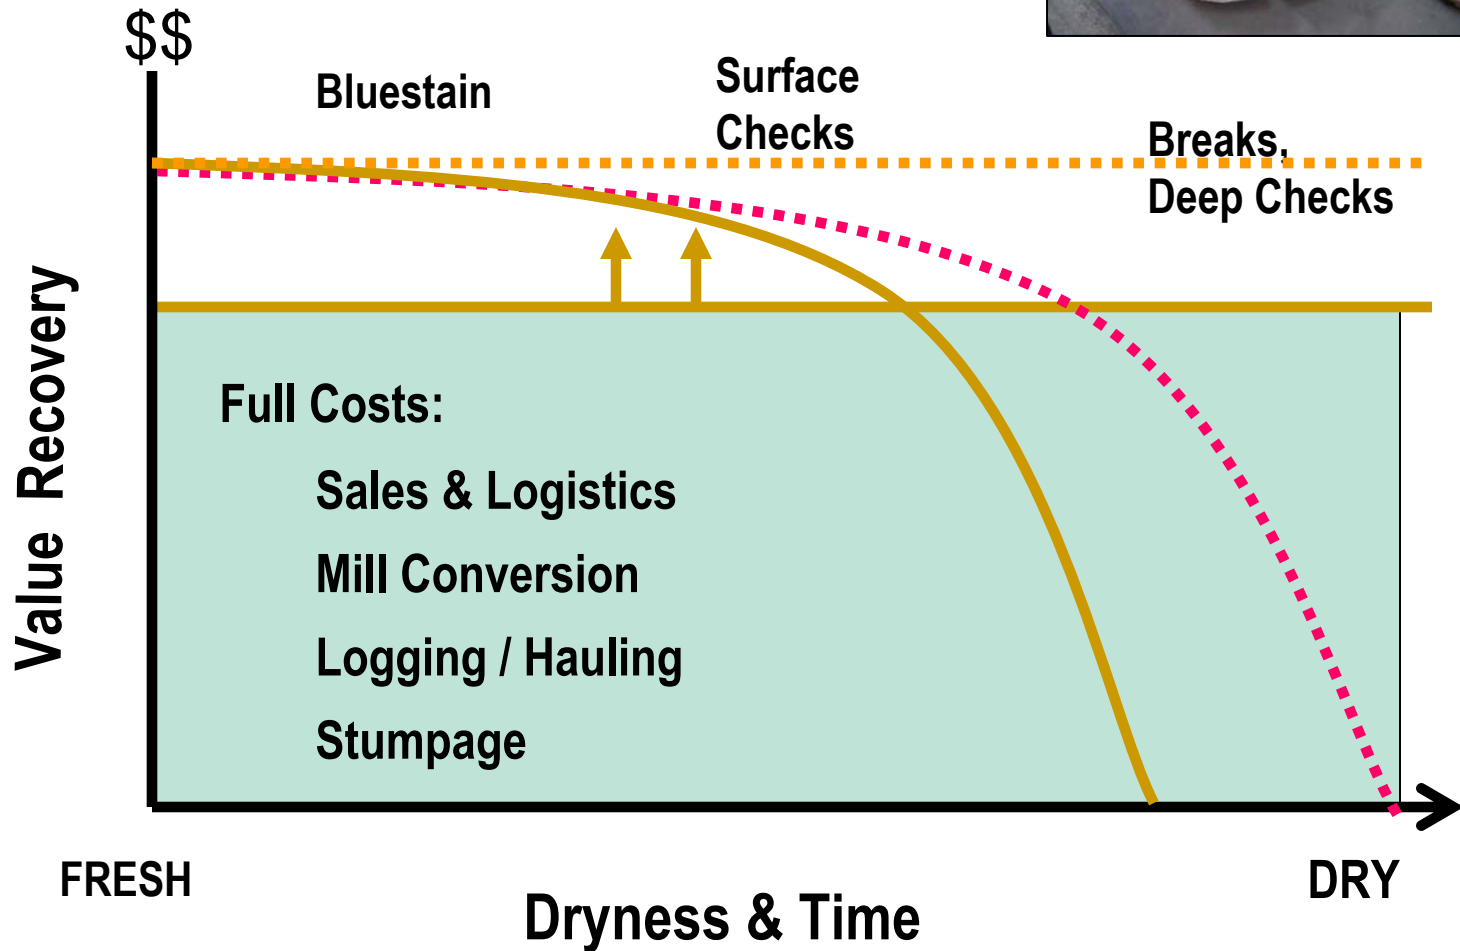 $$
Bluestain
Surface
Checks
Breaks,
Deep Checks
Value Recovery
Full Costs:
Sales & Logistics
Mill Conversion
Logging / Hauling
Stumpage
FRESH
DRY
Dryness & Time